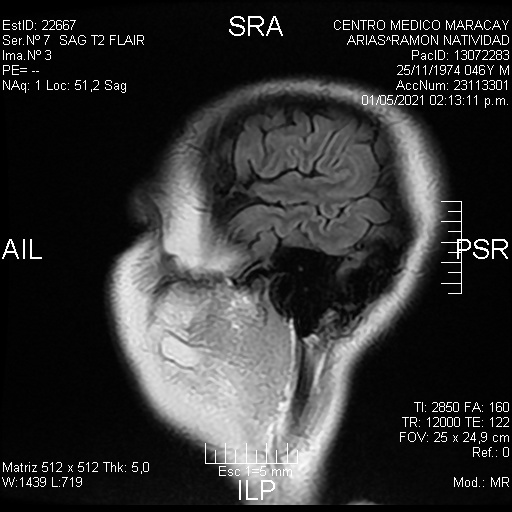 EstID: 22667
Ser.Nº 7 SAG T2 FLAIR
Ima.Nº 3
PE= --
NAq: 1 Loc: 51,2 Sag
SRA
CENTRO MEDICO MARACAY
ARIAS^RAMON NATIVIDAD
PacID: 13072283
25/11/1974 046Y M
AccNum: 23113301
01/05/2021 02:13:11 p.m.
AIL
PSR
TI: 2850 FA: 160
TR: 12000 TE: 122
FOV: 25 x 24,9 cm
Ref.: 0
Matriz 512 x 512 Thk: 5,0
W:1439 L:719
Esc 1=5 mm
ILP
Mod.: MR